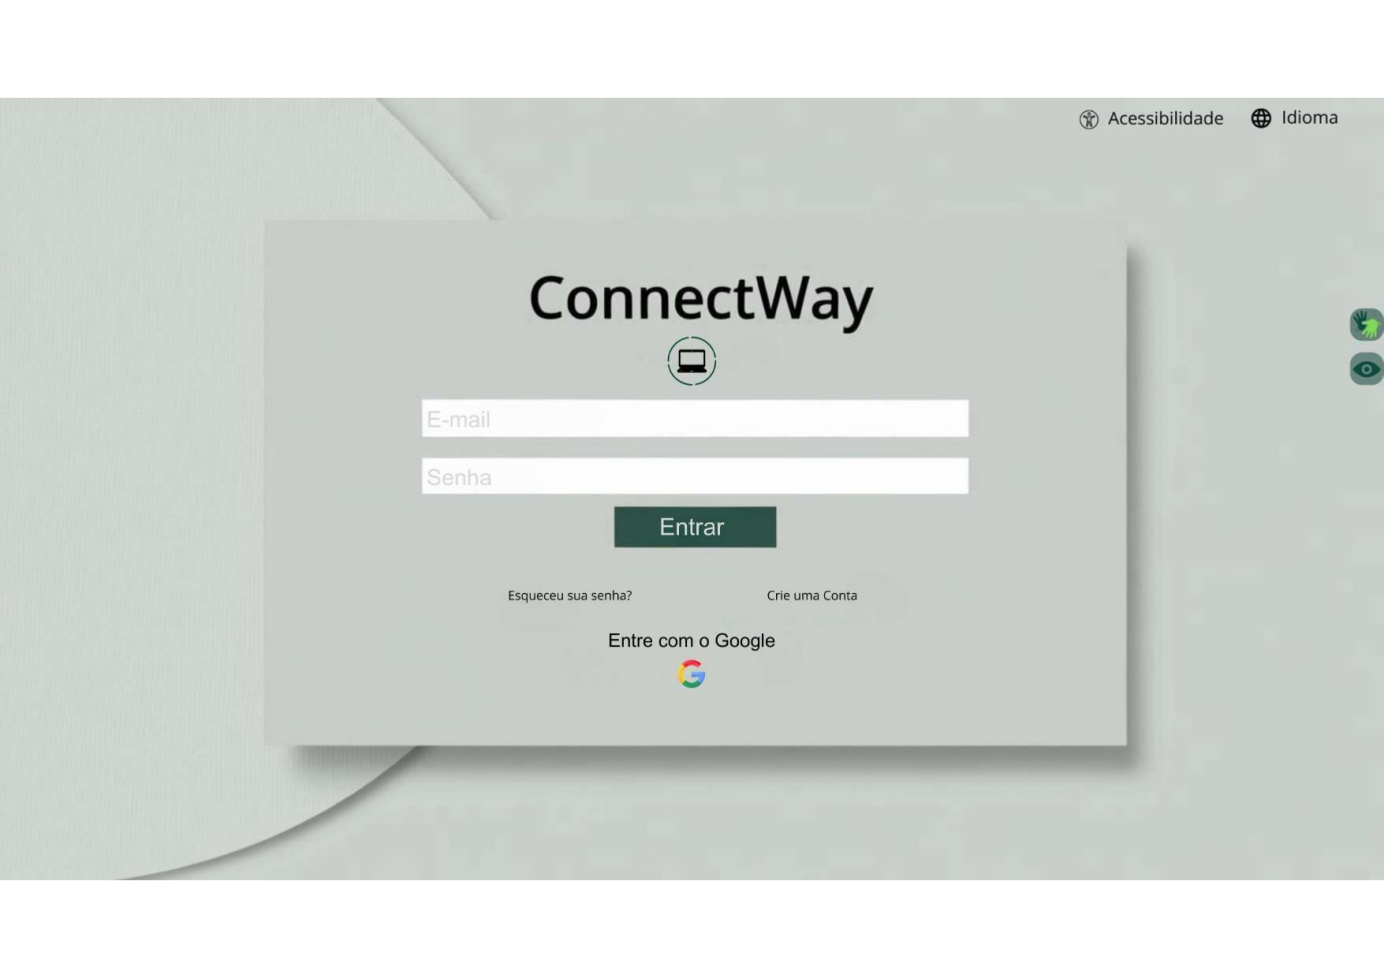 Acessibilidade
Idioma
ConnectWay
E-mail
Senha
Entrar
Esqueceu sua senha?
Crie uma Conta
Entre com o Google